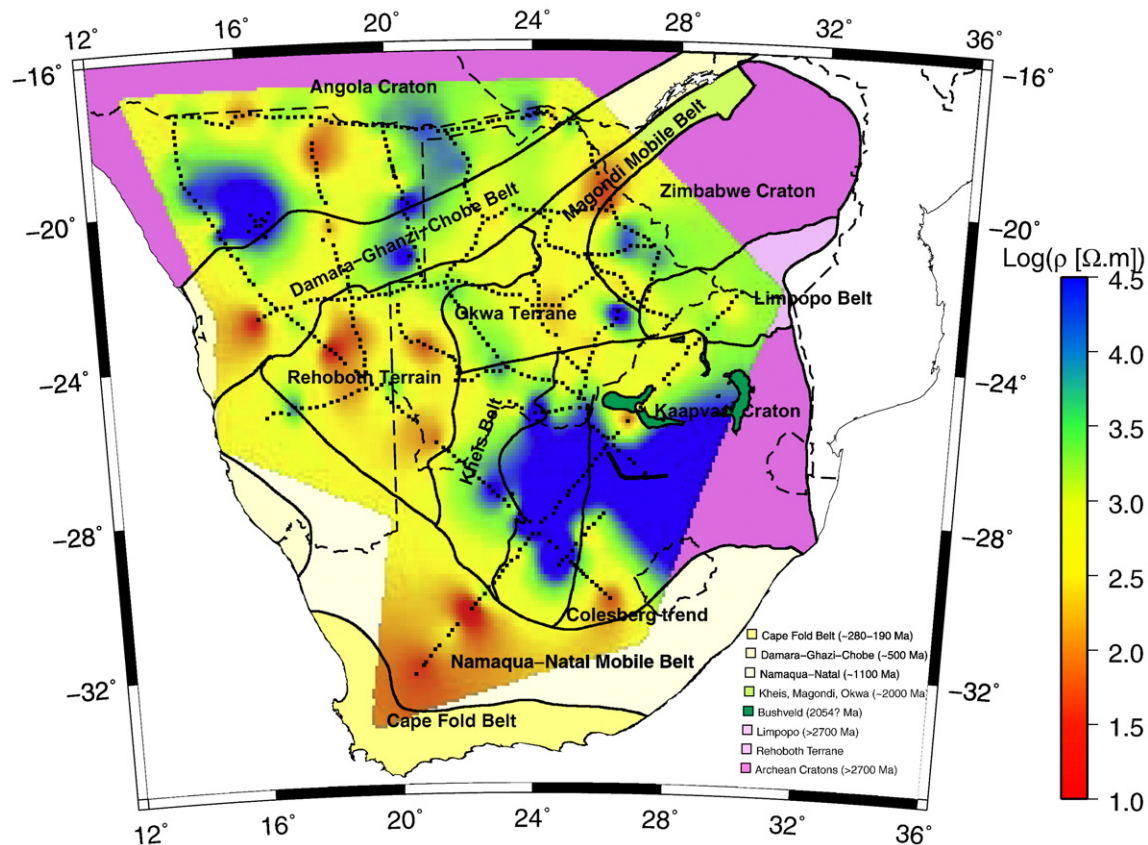 12˚ 16˚ 20˚ 24˚ 28˚ 32˚ 36˚
−16˚ −16˚
Angola Craton
Magondi Mobile Belt
Zimbabwe Craton
−20˚ −20˚
Damara−Ghanzi−Chobe Belt
Log(ρ [Ω.m])
4.5
Limpopo Belt
Okwa Terrane
4.0
−24˚ −24˚
Rehoboth Terrain
Kaapvaal Craton
3.5
Kheis Belt
3.0
−28˚ −28˚
2.5
Colesberg trend
2.0
Cape Fold Belt (~280−190 Ma)
Damara−Ghazi−Chobe (~500 Ma)
Namaqua−Natal Mobile Belt
Namaqua−Natal (~1100 Ma)
−32˚ −32˚
Kheis, Magondi, Okwa (~2000 Ma)
1.5
Bushveld (2054? Ma)
Cape Fold Belt
Limpopo (>2700 Ma)
Rehoboth Terrane
Archean Cratons (>2700 Ma)
1.0
12˚ 16˚ 20˚ 24˚ 28˚ 32˚ 36˚